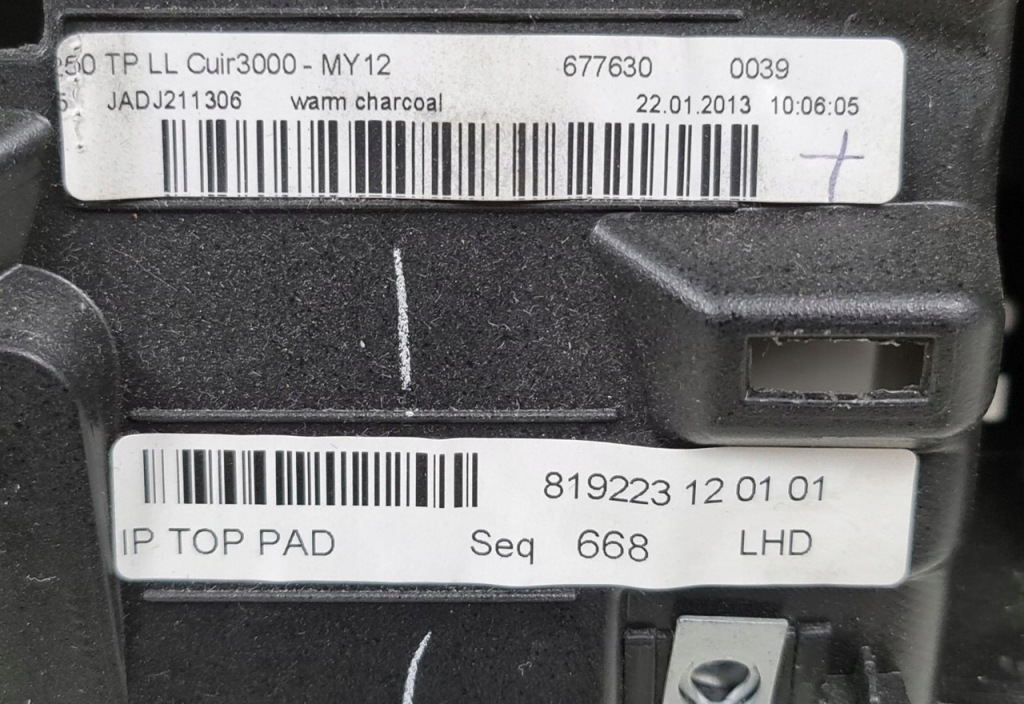 250 TP LL Cuir3000 - MY12 677630 0039
JADJ211306 warm charcoal 22.01.2013 10:06:05
819223 12 01 01
IP TOP PAD Seq 668 LHD